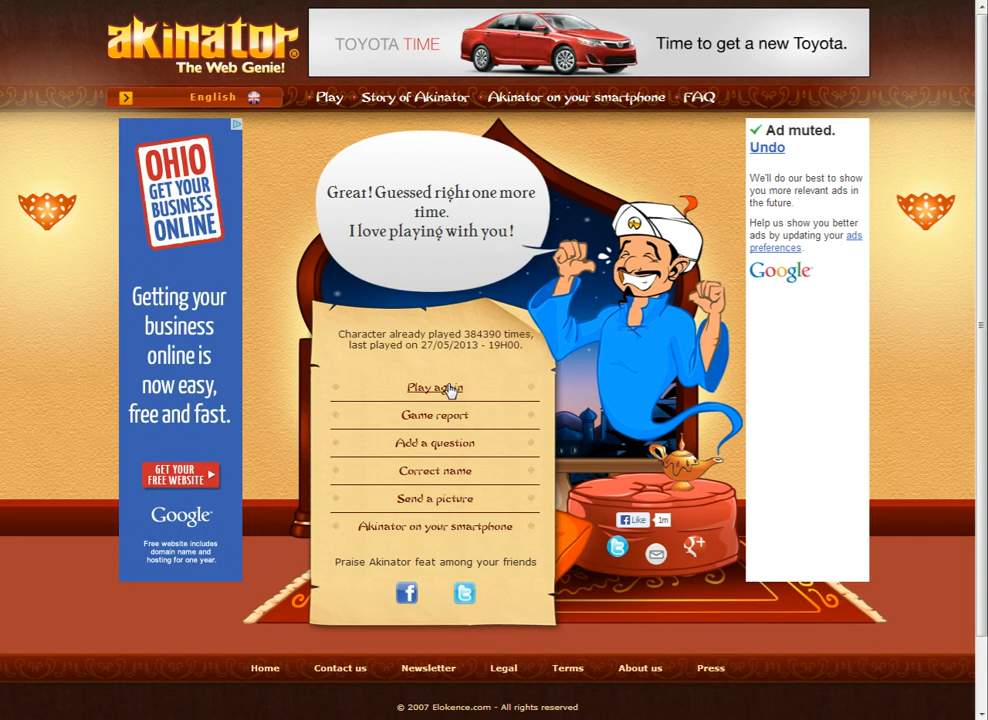 akinator®
The Web Genie!
TOYOTA TIME
Time to get a new Toyota.
English
Play
Story of Akinator
Akinator on your smartphone
FAQ
OHIO
GET YOUR
BUSINESS
ONLINE
Getting your
business
online is
now easy,
free and fast.
GET YOUR
FREE WEBSITE
Google™
Free website includes
domain name and
hosting for one year.
Great! Guessed right one more
time.
I love playing with you!
Character already played 384390 times,
last played on 27/05/2013 - 19H00.
Play again
Game report
Add a question
Correct name
Send a picture
Akinator on your smartphone
Praise Akinator feat among your friends
Like
1m
Ad muted.
Undo
We'll do our best to show
you more relevant ads in
the future.
Help us show you better
ads by updating your ads
preferences.
Google™
Home
Contact us
Newsletter
Legal
Terms
About us
Press
© 2007 Elokence.com - All rights reserved